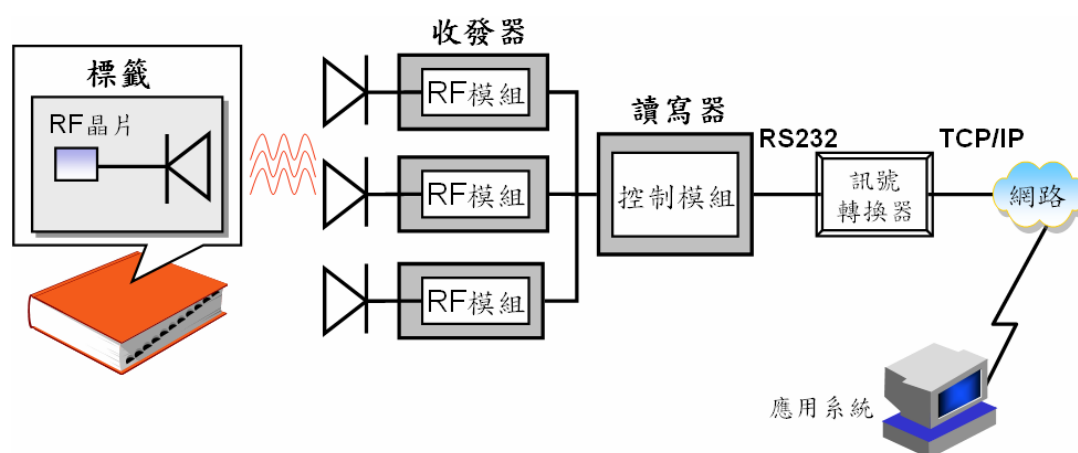 標籤
RF晶片
收發器
RF模組
RF模組
RF模組
讀寫器
控制模組
RS232
訊號
轉換器
TCP/IP
網路
應用系統